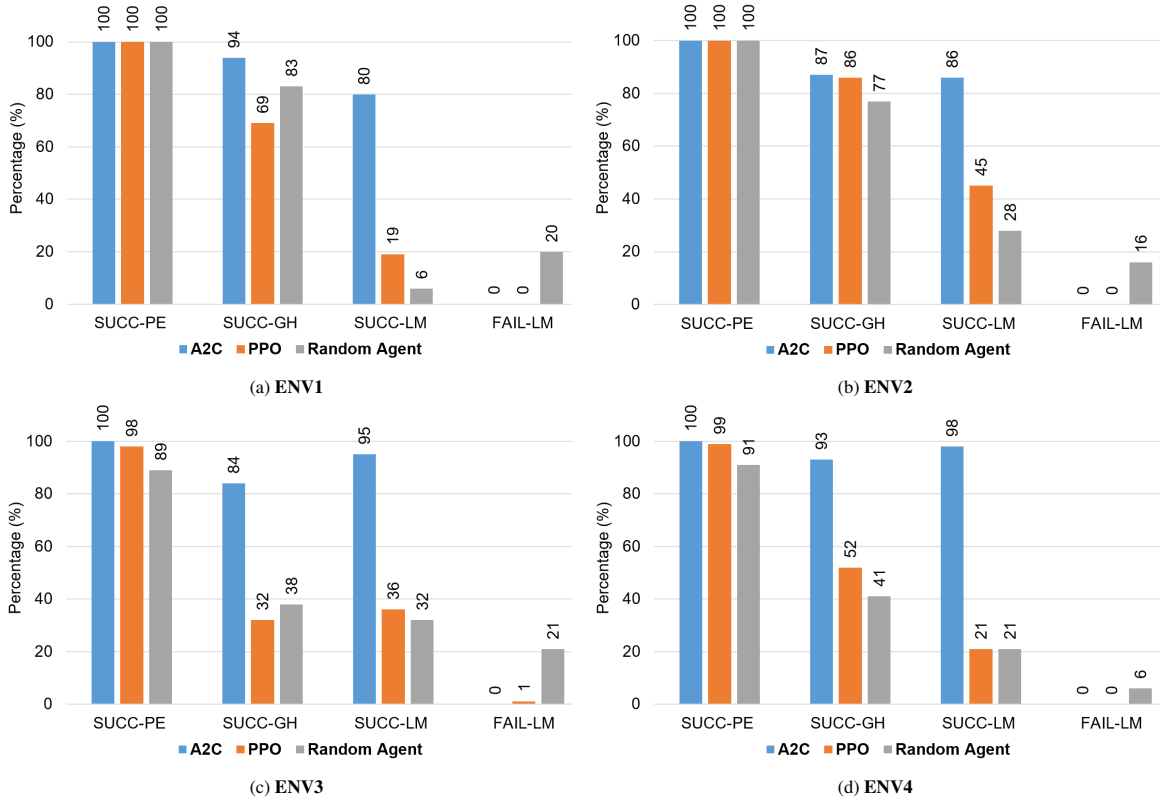 100 100 100
94
69
83
80
19
6
0 0 20
100
80
60
40
20
0
Percentage (%)
SUCC-PE SUCC-GH SUCC-LM FAIL-LM
A2C PPO Random Agent
(a) ENV1
100 100 100
87 86 77
86 45 28
0 0 16
100
80
60
40
20
0
Percentage (%)
SUCC-PE SUCC-GH SUCC-LM FAIL-LM
A2C PPO Random Agent
(b) ENV2
100 98 89
84 32 38
95 36 32
0 1 21
100
80
60
40
20
0
Percentage (%)
SUCC-PE SUCC-GH SUCC-LM FAIL-LM
A2C PPO Random Agent
(c) ENV3
100 99 91
93 52 41
98 21 21
0 0 6
100
80
60
40
20
0
Percentage (%)
SUCC-PE SUCC-GH SUCC-LM FAIL-LM
A2C PPO Random Agent
(d) ENV4